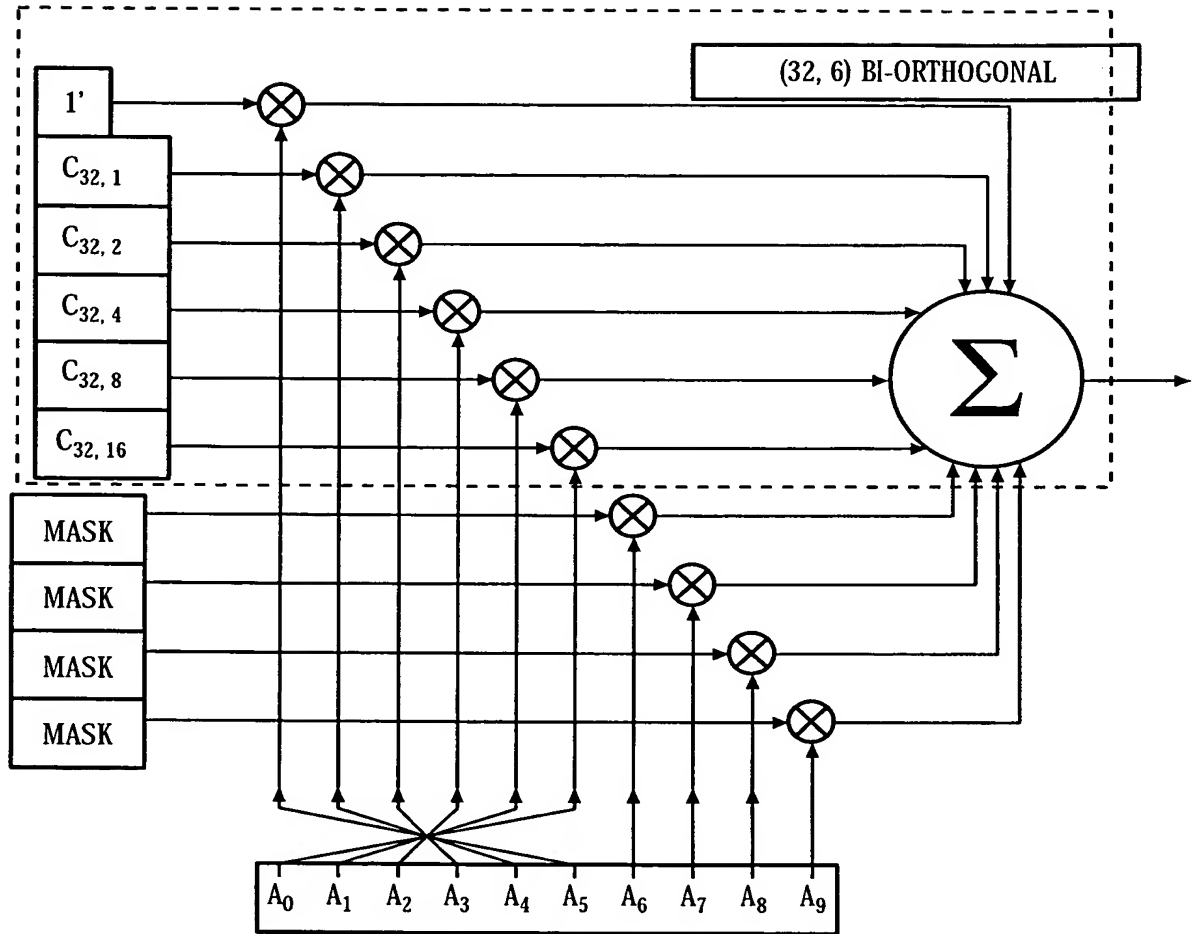 (32, 6) BI-ORTHOGONAL
1'
C32, 1
C32, 2
C32, 4
C32, 8
C32, 16
Σ
MASK
MASK
MASK
MASK
A0 A1 A2 A3 A4 A5 A6 A7 A8 A9